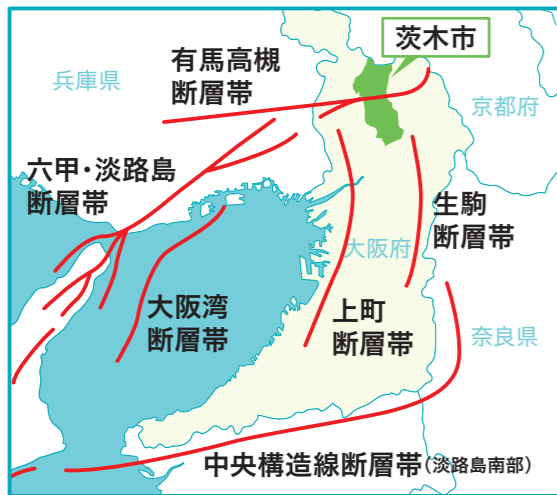 茨木市
有馬高槻
断層帯
兵庫県
京都府
六甲・淡路島
断層帯
生駒
断層帯
大阪府
大阪湾
断層帯
上町
断層帯
奈良県
中央構造線断層帯(淡路島南部)